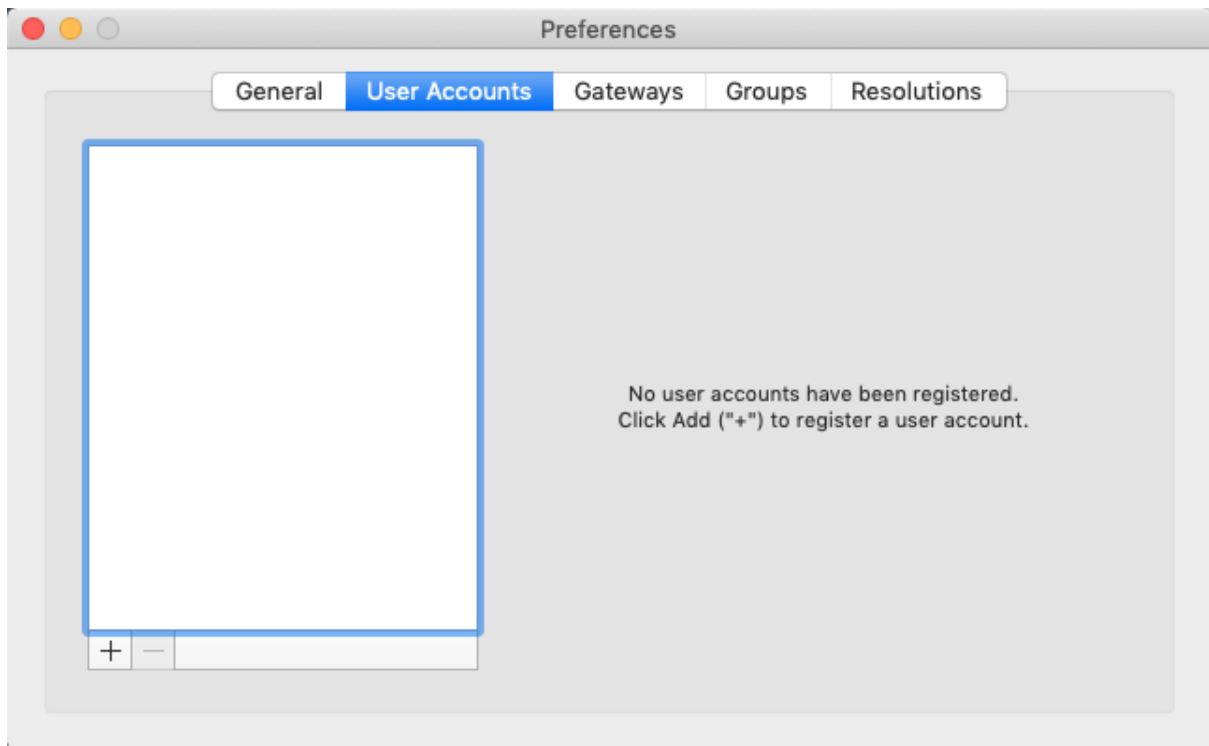 Preferences
General User Accounts Gateways Groups Resolutions
No user accounts have been registered.
Click Add ("+") to register a user account.